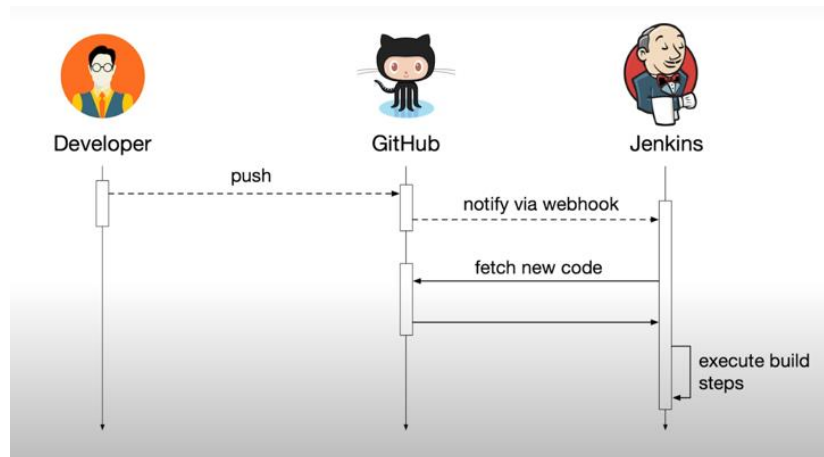 Developer
GitHub
Jenkins
push
notify via webhook
fetch new code
execute build
steps